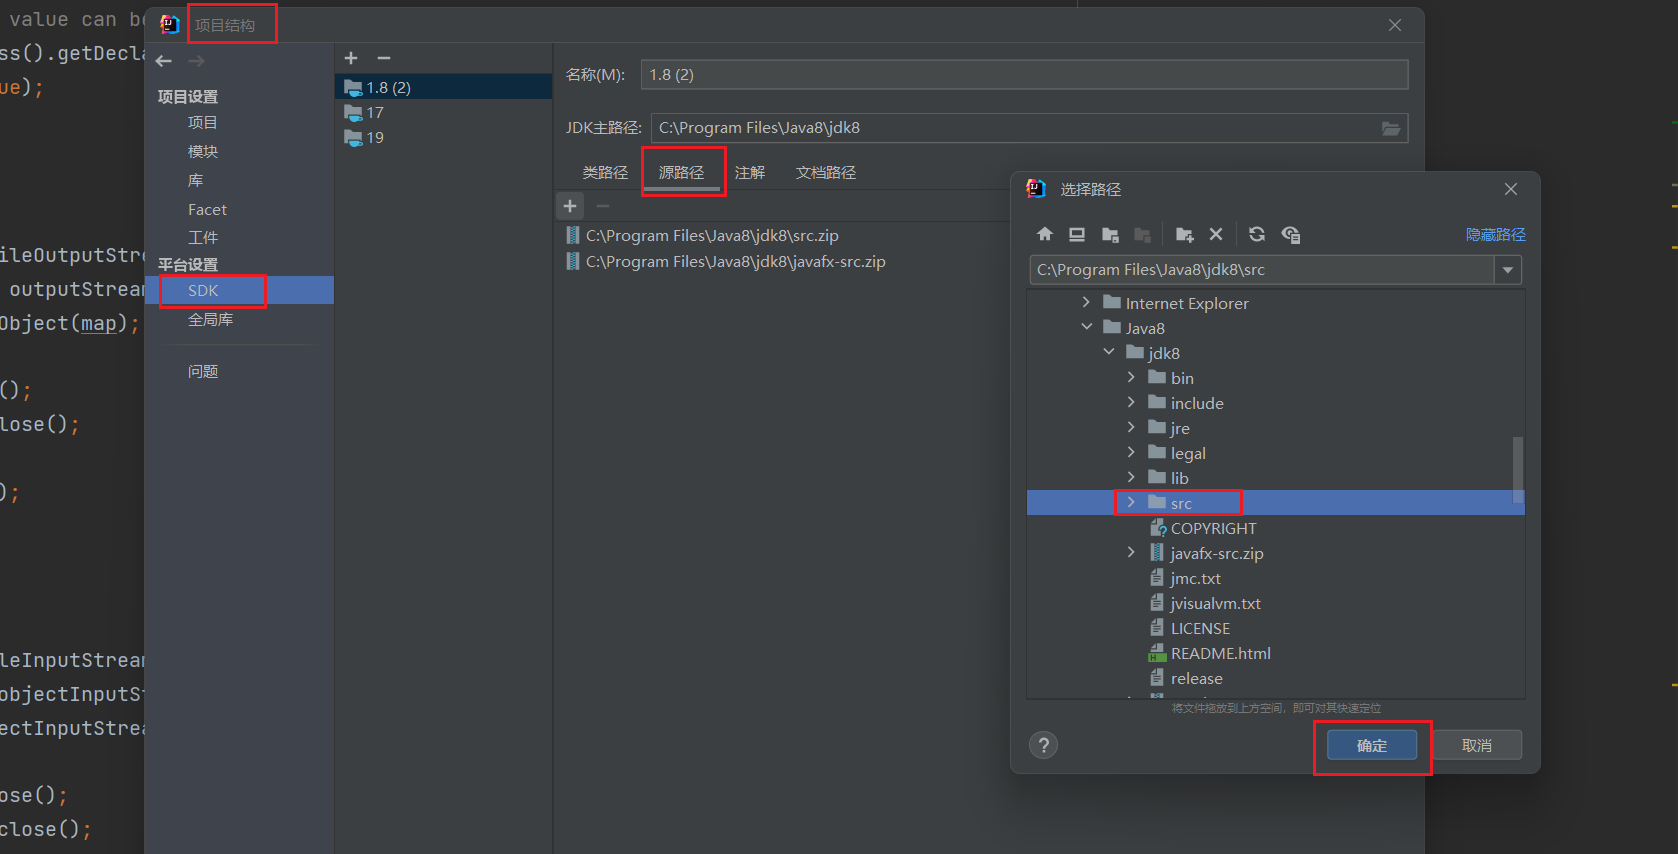 value can be
ss().getDecla
ue);
ileOutputStre
outputStream
Object(map);
();
lose();
);
leInputStream
objectInputSt
ectInputStrea
ose();
close();
项目结构
项目设置
项目
模块
库
Facet
工件
平台设置
SDK
全局库
问题
1.8 (2)
17
19
名称(M):
1.8 (2)
JDK主路径:
C:\Program Files\Java8\jdk8
类路径
源路径
注解
文档路径
C:\Program Files\Java8\jdk8\src.zip
C:\Program Files\Java8\jdk8\javafx-src.zip
选择路径
隐藏路径
C:\Program Files\Java8\jdk8\src
Internet Explorer
Java8
jdk8
bin
include
jre
legal
lib
src
COPYRIGHT
javafx-src.zip
jmc.txt
jvisualvm.txt
LICENSE
README.html
release
将文件拖放到上方空间，即可对其快速定位
?
确定
取消